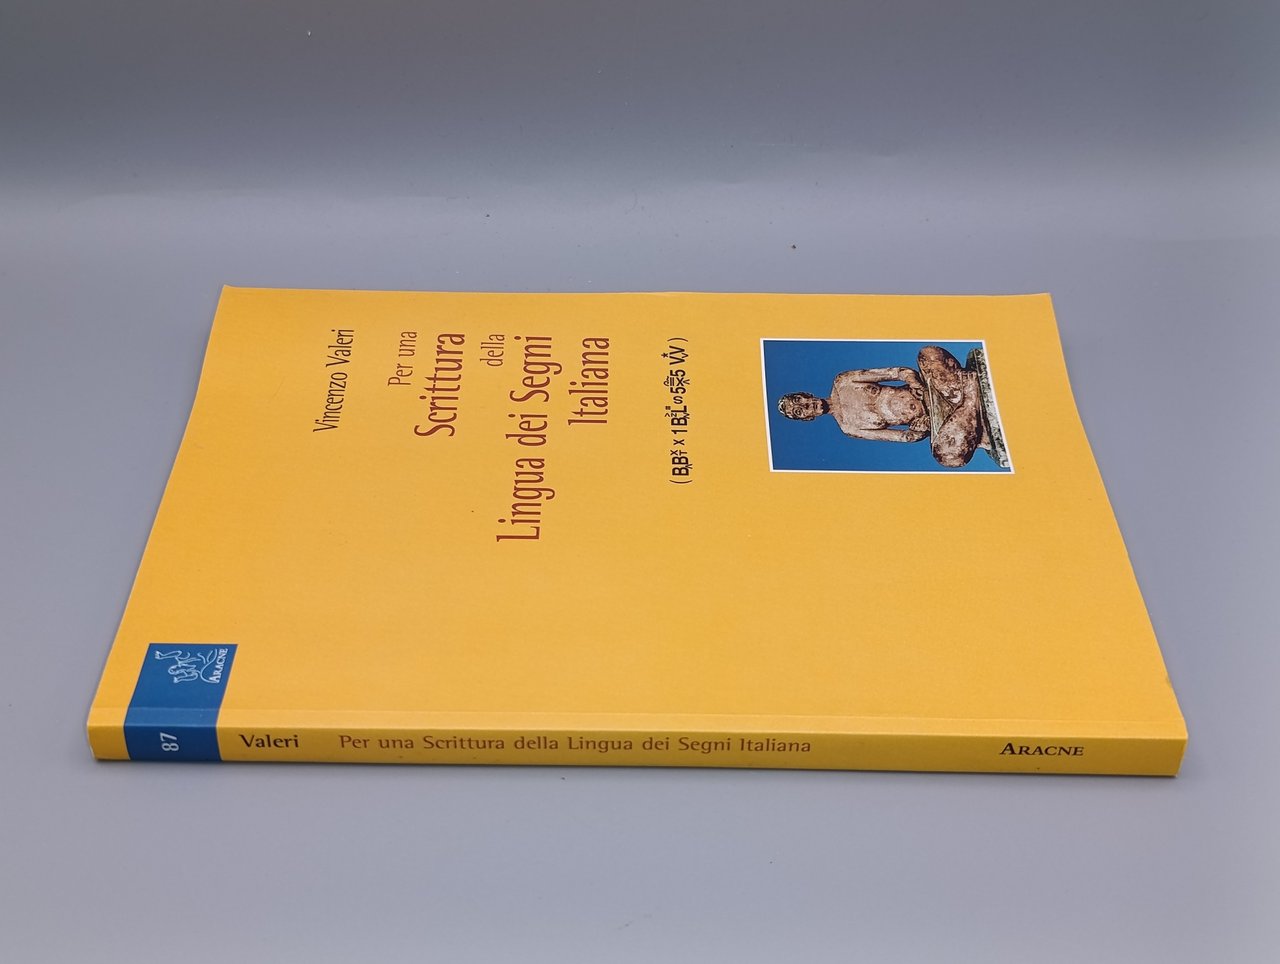 Vincenzo Valeri
Per una
Scrittura
della
Lingua dei Segni
Italiana
ARACNE
87
Valeri Per una Scrittura della Lingua dei Segni Italiana ARACNE